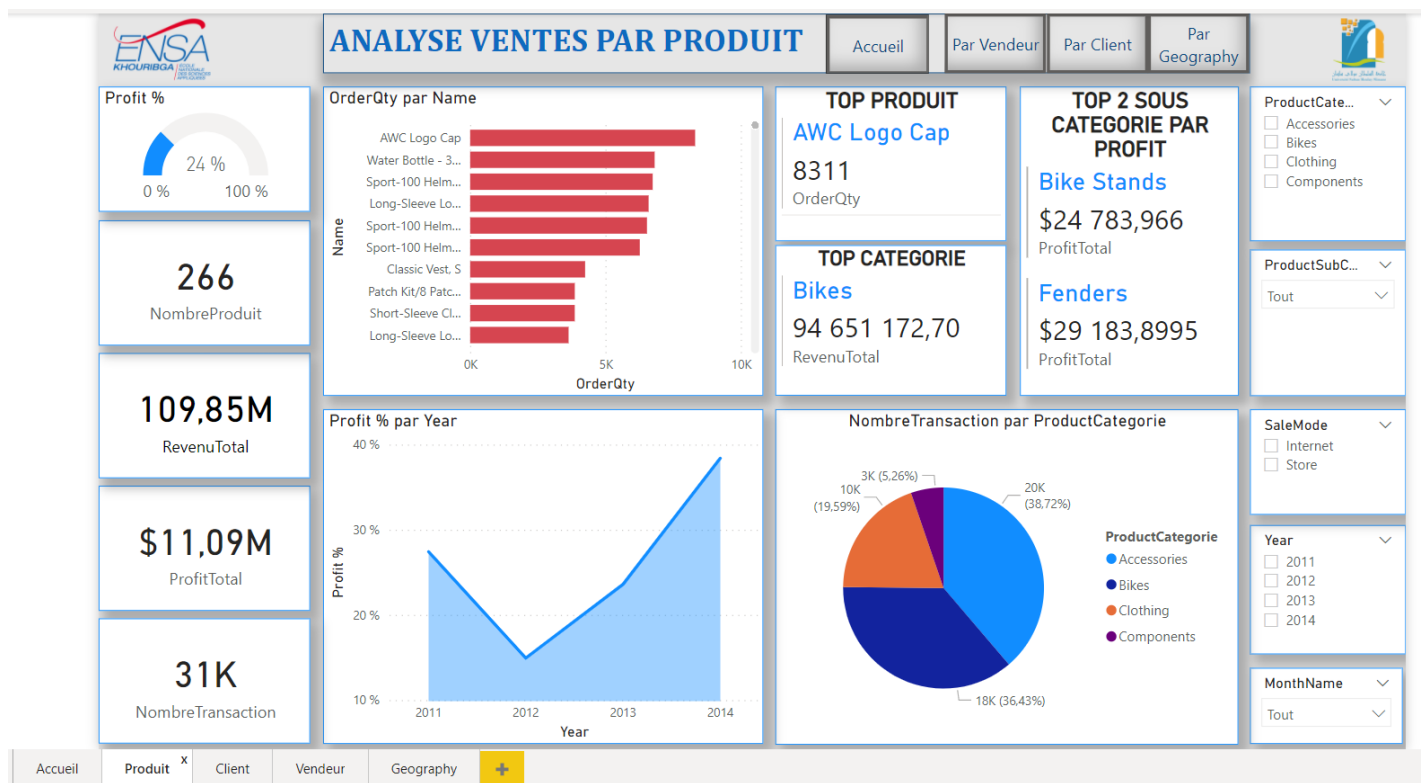 ENSA
KHOURIBGA
ÉCOLE
NATIONALE
DES SCIENCES
APPLIQUÉES
ANALYSE VENTES PAR PRODUIT
Accueil
Par Vendeur
Par Client
Par
Geography
Profit %
24 %
0 %
100 %
266
NombreProduit
109,85M
RevenuTotal
$11,09M
ProfitTotal
31K
NombreTransaction
OrderQty par Name
Name
AWC Logo Cap
Water Bottle - 3...
Sport-100 Helm...
Long-Sleeve Lo...
Sport-100 Helm...
Sport-100 Helm...
Classic Vest, S
Patch Kit/8 Patc...
Short-Sleeve Cl...
Long-Sleeve Lo...
0K
5K
10K
OrderQty
TOP PRODUIT
AWC Logo Cap
8311
OrderQty
TOP CATEGORIE
Bikes
94 651 172,70
RevenuTotal
TOP 2 SOUS
CATEGORIE PAR
PROFIT
Bike Stands
$24 783,966
ProfitTotal
Fenders
$29 183,8995
ProfitTotal
Profit % par Year
Profit %
40 %
30 %
20 %
10 %
2011
2012
2013
2014
Year
NombreTransaction par ProductCategorie
3K (5,26%)
10K
(19,59%)
20K
(38,72%)
18K (36,43%)
ProductCategorie
Accessories
Bikes
Clothing
Components
ProductCate...
Accessories
Bikes
Clothing
Components
ProductSubC...
Tout
SaleMode
Internet
Store
Year
2011
2012
2013
2014
MonthName
Tout
Accueil
Produit
X
Client
Vendeur
Geography
+